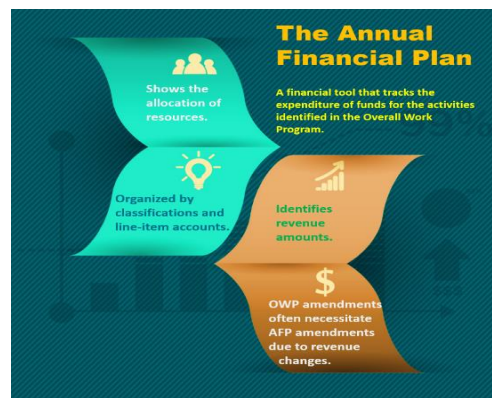 The Annual
Financial Plan
A financial tool that tracks the
expenditure of funds for the activities
identified in the Overall Work
Program.
Shows the
allocation of
resources.
Organized by
classifications and
line-item accounts.
Identifies
revenue
amounts.
$
OWP amendments
often necessitate
AFP amendments
due to revenue
changes.